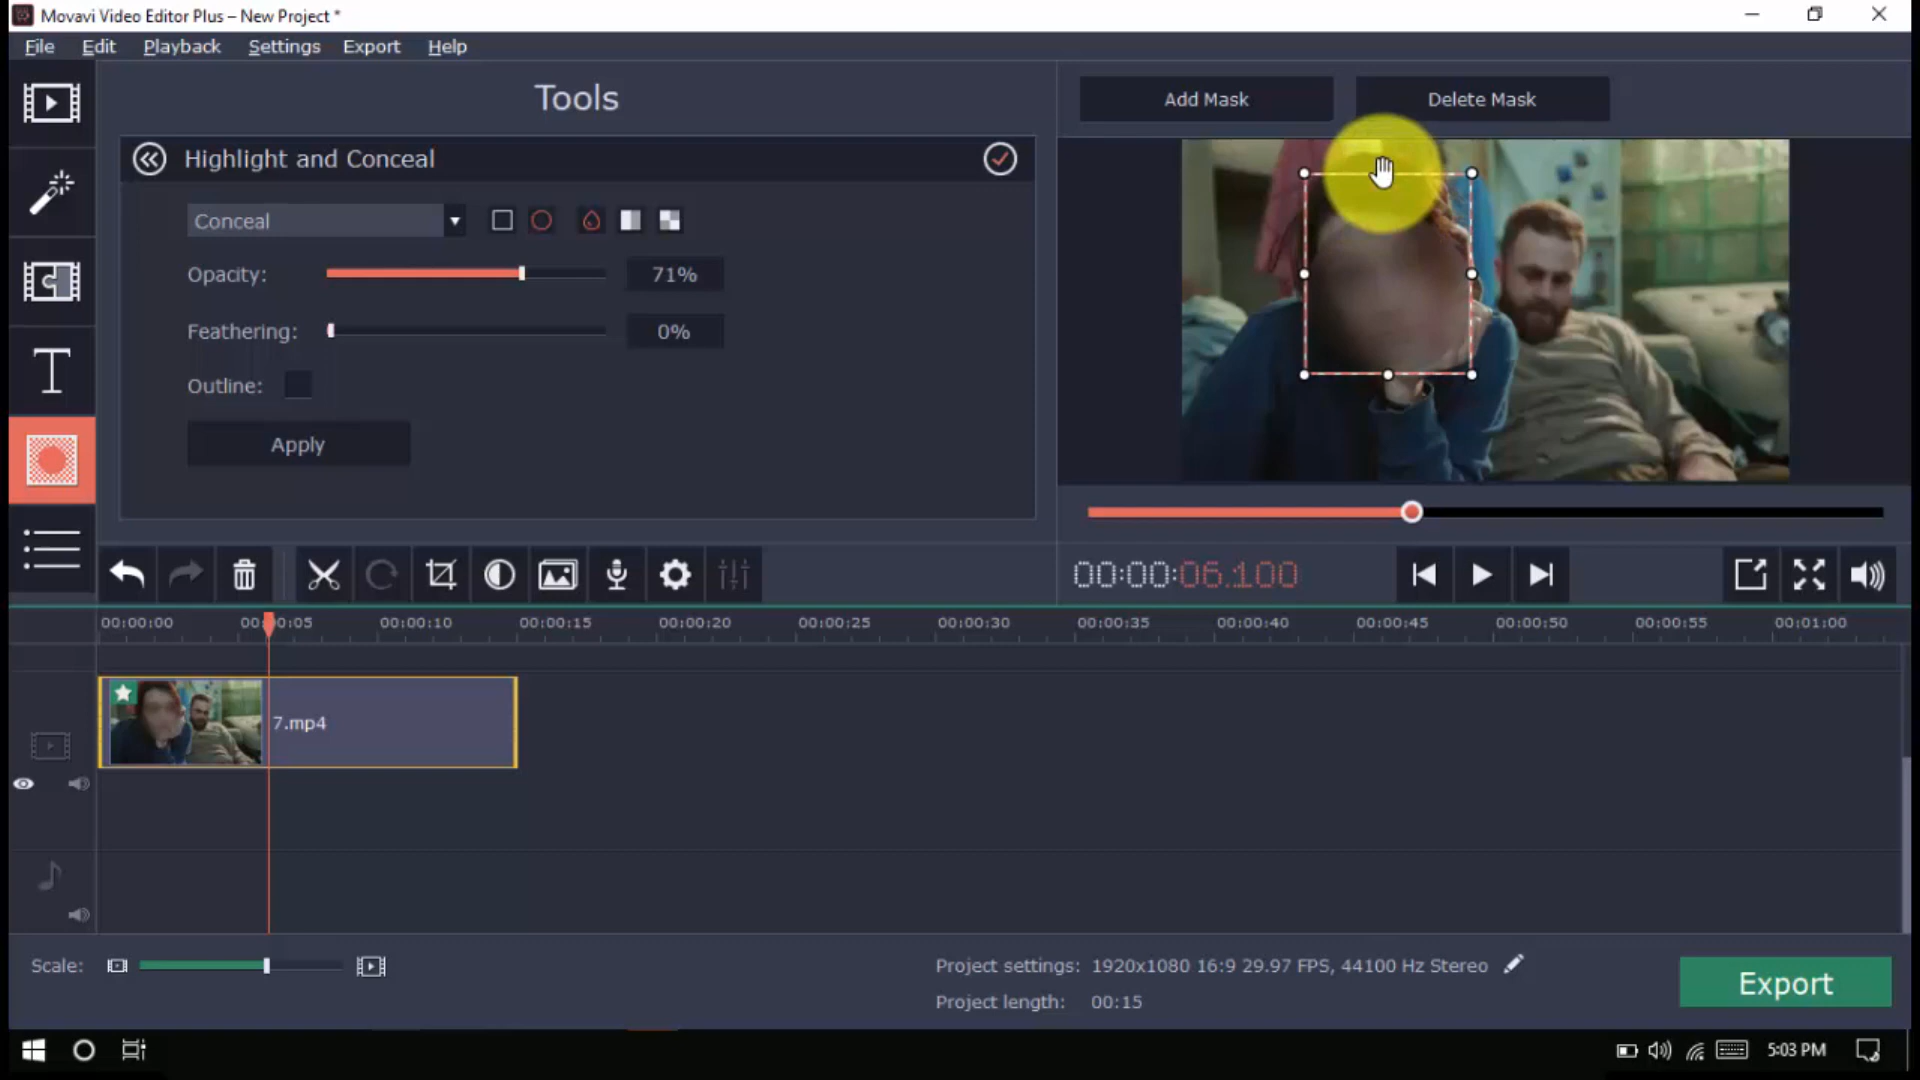 Movavi Video Editor Plus – New Project *
File Edit Playback Settings Export Help
Tools
Add Mask Delete Mask
Highlight and Conceal
Conceal
Opacity: 71%
Feathering: 0%
Outline:
Apply
00:00:06.100
00:00:00 00:00:05 00:00:10 00:00:15 00:00:20 00:00:25 00:00:30 00:00:35 00:00:40 00:00:45 00:00:50 00:00:55 00:01:00
7.mp4
Scale:
Project settings: 1920x1080 16:9 29.97 FPS, 44100 Hz Stereo
Project length: 00:15
Export
5:03 PM